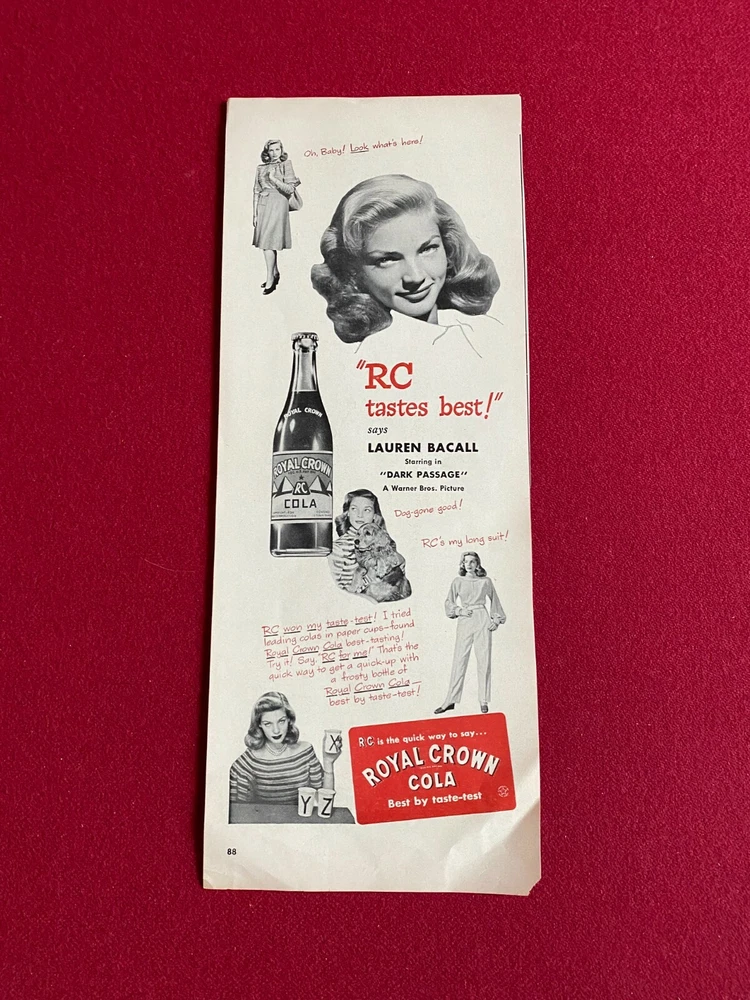 Oh, Baby! Look what's here!
"RC
tastes best!"
says
LAUREN BACALL
Starring in
"DARK PASSAGE"
A Warner Bros. Picture
ROYAL CROWN
ROYAL CROWN
RC
COLA
Dog-gone good!
RC's my long suit!
RC won my taste-test! I tried
leading colas in paper cups—found
Royal Crown Cola best-tasting!
Try it! Say, "RC for me!" That's the
quick way to get a quick-up with
a frosty bottle of
Royal Crown Cola—
best by taste-test!
X
Y Z
RC is the quick way to say...
ROYAL CROWN
COLA
Best by taste-test
88